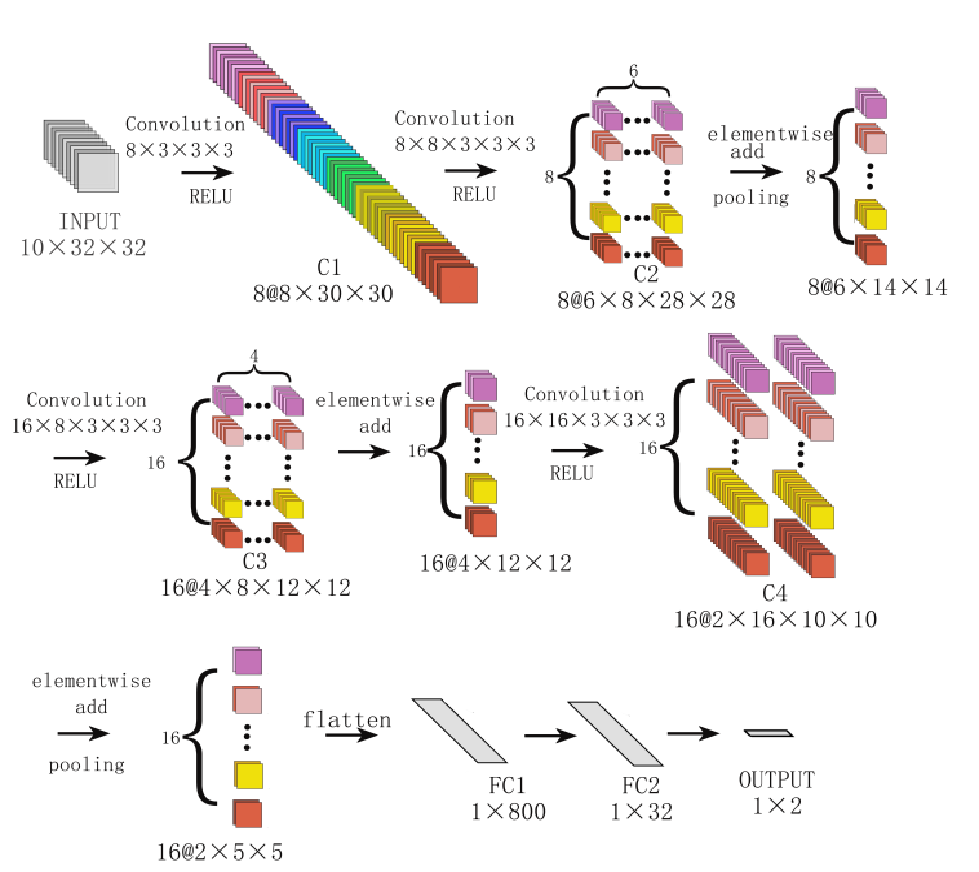 INPUT
10×32×32
Convolution
8×3×3×3
RELU
C1
8@8×30×30
Convolution
8×8×3×3×3
RELU
6
8
C2
8@6×8×28×28
elementwise
add
pooling
8
8@6×14×14
Convolution
16×8×3×3×3
RELU
4
16
C3
16@4×8×12×12
elementwise
add
16
16@4×12×12
Convolution
16×16×3×3×3
RELU
16
C4
16@2×16×10×10
elementwise
add
pooling
16
16@2×5×5
flatten
FC1
1×800
FC2
1×32
OUTPUT
1×2